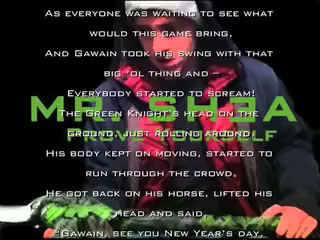 As everyone was waiting to see what
would this game bring,
And Gawain took his swing with that
big 'ol thing and –
Everybody started to scream!
MR. SHEA
The Green Knight's head on the
ground, just rolling around.
PROVE YOURSELF
His body kept on moving, started to
run through the crowd,
He got back on his horse, lifted his
head and said,
"Gawain, see you New Year's day,